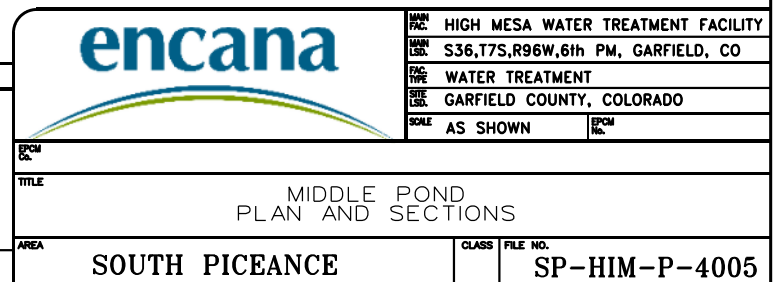 encana
MAIN FAC. HIGH MESA WATER TREATMENT FACILITY
MAIN LSD. S36,T7S,R96W,6th PM, GARFIELD, CO
FAC. TYPE WATER TREATMENT
SITE LSD. GARFIELD COUNTY, COLORADO
SCALE AS SHOWN EPCM No.
EPCM Co.
TITLE
MIDDLE POND
PLAN AND SECTIONS
AREA CLASS FILE NO.
SOUTH PICEANCE SP-HIM-P-4005